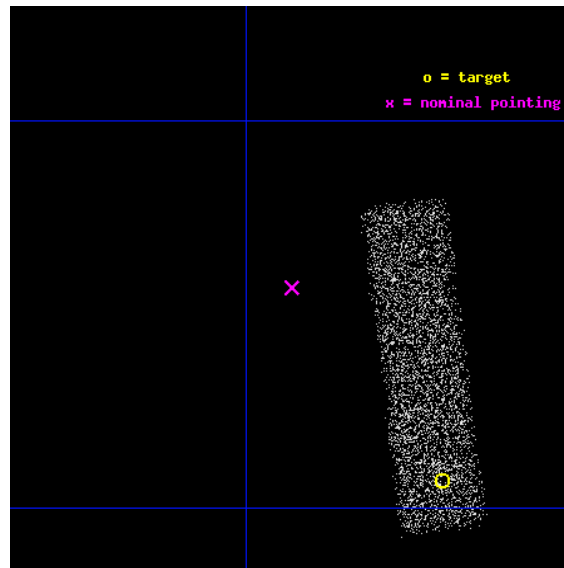 o = target
x = nominal pointing